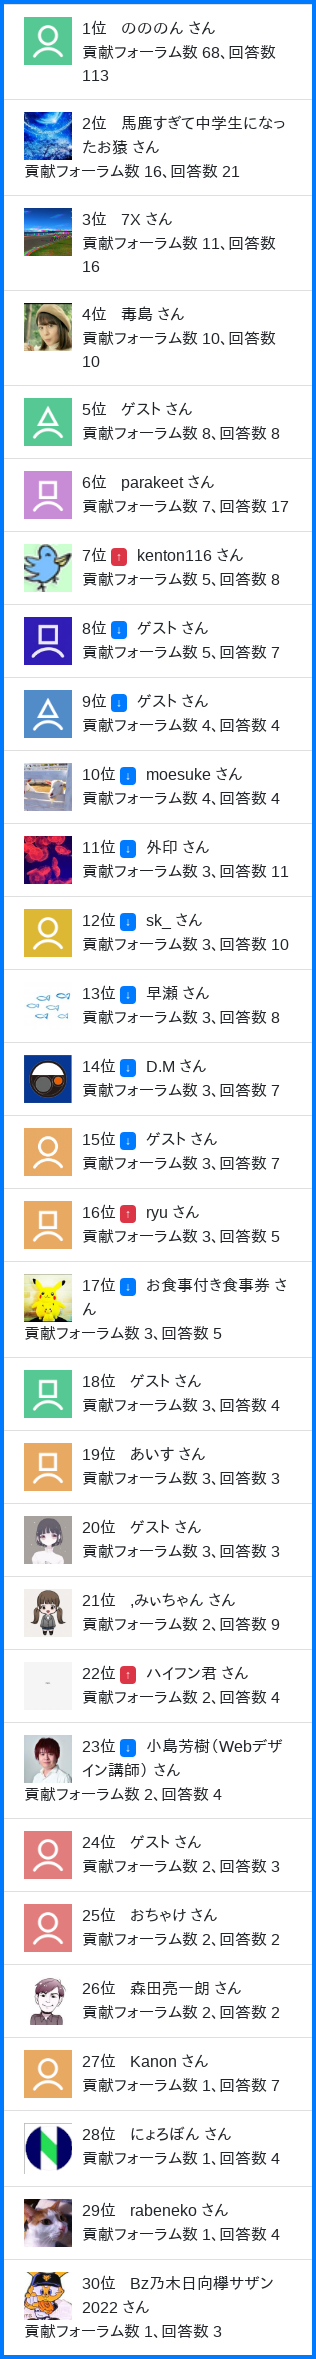 1位 のののん さん
貢献フォーラム数 68、回答数
113
2位 馬鹿すぎて中学生になっ
たお猿 さん
貢献フォーラム数 16、回答数 21
3位 7X さん
貢献フォーラム数 11、回答数
16
4位 毒島 さん
貢献フォーラム数 10、回答数
10
5位 ゲスト さん
貢献フォーラム数 8、回答数 8
6位 parakeet さん
貢献フォーラム数 7、回答数 17
7位 ↑ kenton116 さん
貢献フォーラム数 5、回答数 8
8位 ↓ ゲスト さん
貢献フォーラム数 5、回答数 7
9位 ↓ ゲスト さん
貢献フォーラム数 4、回答数 4
10位 ↓ moesuke さん
貢献フォーラム数 4、回答数 4
11位 ↓ 外印 さん
貢献フォーラム数 3、回答数 11
12位 ↓ sk_ さん
貢献フォーラム数 3、回答数 10
13位 ↓ 早瀬 さん
貢献フォーラム数 3、回答数 8
14位 ↓ D.M さん
貢献フォーラム数 3、回答数 7
15位 ↓ ゲスト さん
貢献フォーラム数 3、回答数 7
16位 ↑ ryu さん
貢献フォーラム数 3、回答数 5
17位 ↓ お食事付き食事券 さ
ん
貢献フォーラム数 3、回答数 5
18位 ゲスト さん
貢献フォーラム数 3、回答数 4
19位 あいす さん
貢献フォーラム数 3、回答数 3
20位 ゲスト さん
貢献フォーラム数 3、回答数 3
21位 ,みぃちゃん さん
貢献フォーラム数 2、回答数 9
22位 ↑ ハイフン君 さん
貢献フォーラム数 2、回答数 4
23位 ↓ 小島芳樹（Webデザ
イン講師） さん
貢献フォーラム数 2、回答数 4
24位 ゲスト さん
貢献フォーラム数 2、回答数 3
25位 おちゃけ さん
貢献フォーラム数 2、回答数 2
26位 森田亮一朗 さん
貢献フォーラム数 2、回答数 2
27位 Kanon さん
貢献フォーラム数 1、回答数 7
28位 にょろぼん さん
貢献フォーラム数 1、回答数 4
29位 rabeneko さん
貢献フォーラム数 1、回答数 4
30位 Bz乃木日向欅サザン
2022 さん
貢献フォーラム数 1、回答数 3